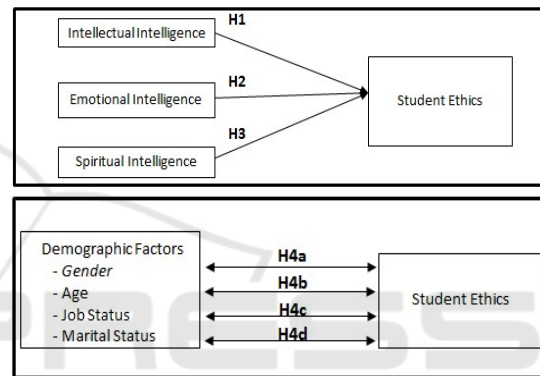 H1
Intellectual Intelligence
H2
Emotional Intelligence
Student Ethics
H3
Spiritual Intelligence
Demographic Factors
- Gender
- Age
- Job Status
- Marital Status
H4a
H4b
H4c
H4d
Student Ethics
PRESS